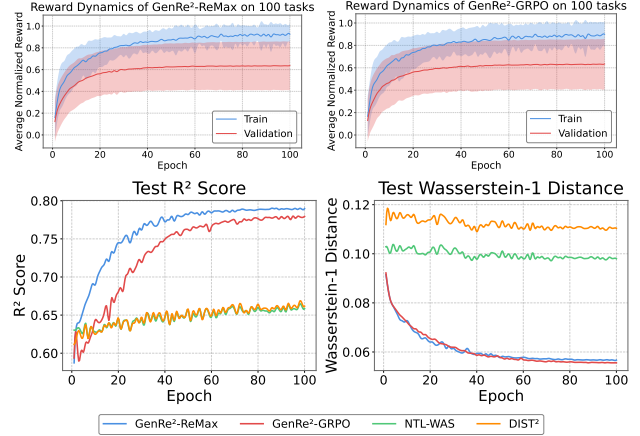 Reward Dynamics of GenRe²-ReMax on 100 tasks
Average Normalized Reward
1.0
0.8
0.6
0.4
0.2
0.0
Train
Validation
0 20 40 60 80 100
Epoch
Reward Dynamics of GenRe²-GRPO on 100 tasks
Average Normalized Reward
1.0
0.8
0.6
0.4
0.2
0.0
Train
Validation
0 20 40 60 80 100
Epoch
Test R² Score
R² Score
0.80
0.75
0.70
0.65
0.60
0 20 40 60 80 100
Epoch
Test Wasserstein-1 Distance
Wasserstein-1 Distance
0.12
0.10
0.08
0.06
0 20 40 60 80 100
Epoch
GenRe²-ReMax GenRe²-GRPO NTL-WAS DIST²